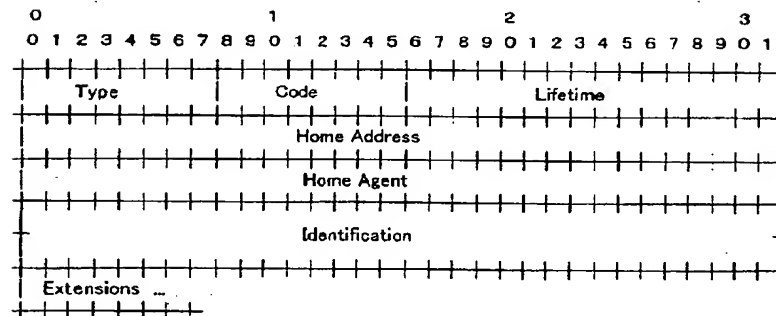 0 1 2 3
0 1 2 3 4 5 6 7 8 9 0 1 2 3 4 5 6 7 8 9 0 1 2 3 4 5 6 7 8 9 0 1
Type Code Lifetime
Home Address
Home Agent
Identification
Extensions ...